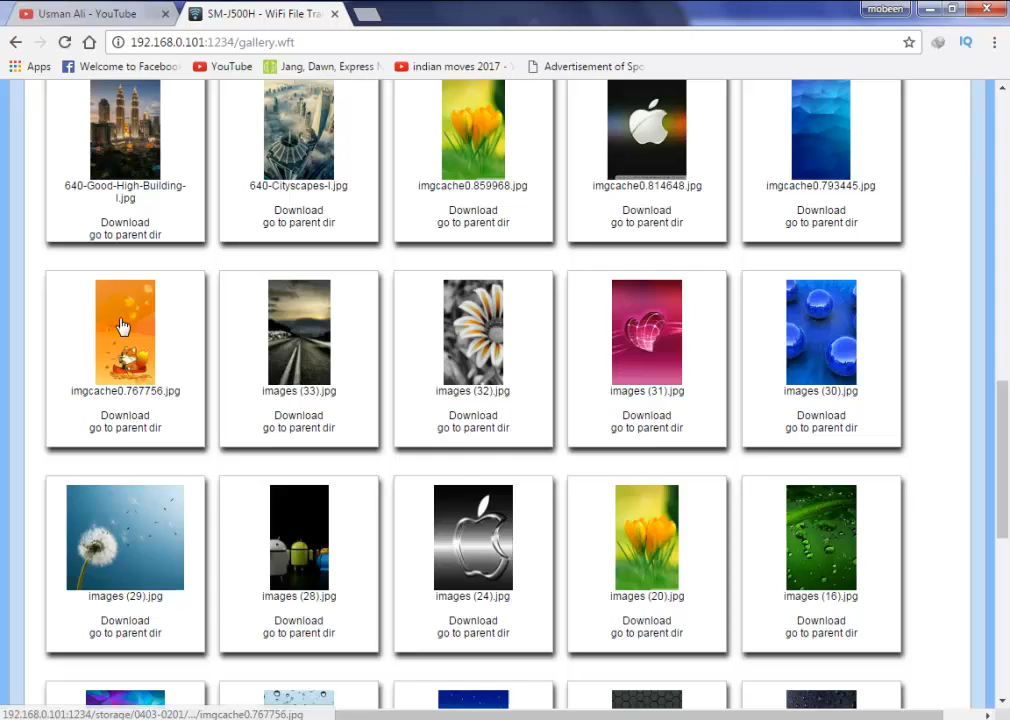 Usman Ali - YouTube
SM-J500H - WiFi File Tra
mobeen
192.168.0.101:1234/gallery.wft
IQ
Apps
Welcome to Faceboo
YouTube
Jang, Dawn, Express N
indian moves 2017 -
Advertisement of Spo
640-Good-High-Building-
l.jpg
Download
go to parent dir
640-Cityscapes-l.jpg
Download
go to parent dir
imgcache0.859968.jpg
Download
go to parent dir
imgcache0.814648.jpg
Download
go to parent dir
imgcache0.793445.jpg
Download
go to parent dir
imgcache0.767756.jpg
Download
go to parent dir
images (33).jpg
Download
go to parent dir
images (32).jpg
Download
go to parent dir
images (31).jpg
Download
go to parent dir
images (30).jpg
Download
go to parent dir
images (29).jpg
Download
go to parent dir
images (28).jpg
Download
go to parent dir
images (24).jpg
Download
go to parent dir
images (20).jpg
Download
go to parent dir
images (16).jpg
Download
go to parent dir
192.168.0.101:1234/storage/0403-0201/.../imgcache0.767756.jpg